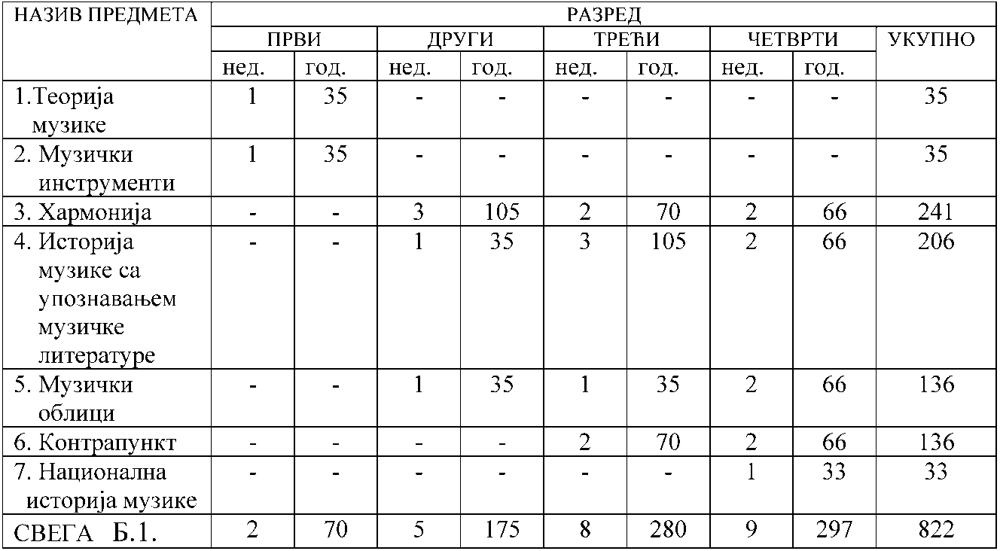 НАЗИВ ПРЕДМЕТА РАЗРЕД
ПРВИ ДРУГИ ТРЕЋИ ЧЕТВРТИ УКУПНО
нед. год. нед. год. нед. год. нед. год.
1.Теорија 1 35 - - - - - - 35
музике
2. Музички 1 35 - - - - - - 35
инструменти
3. Хармонија - - 3 105 2 70 2 66 241
4. Историја - - 1 35 3 105 2 66 206
музике са
упознавањем
музичке
литературе
5. Музички - - 1 35 1 35 2 66 136
облици
6. Контрапункт - - - - 2 70 2 66 136
7. Национална - - - - - - 1 33 33
историја музике
СВЕГА Б.1. 2 70 5 175 8 280 9 297 822